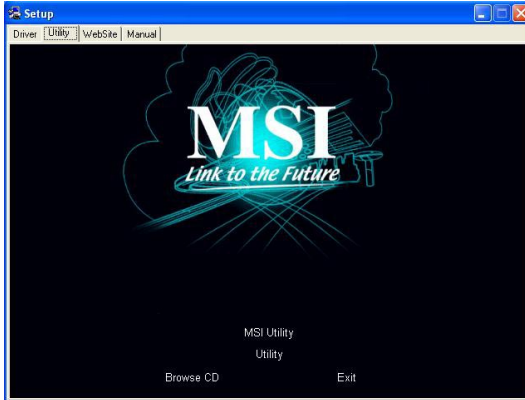 Setup
Driver Utility WebSite Manual
MSI
Link to the Future
MSI Utility
Utility
Browse CD Exit